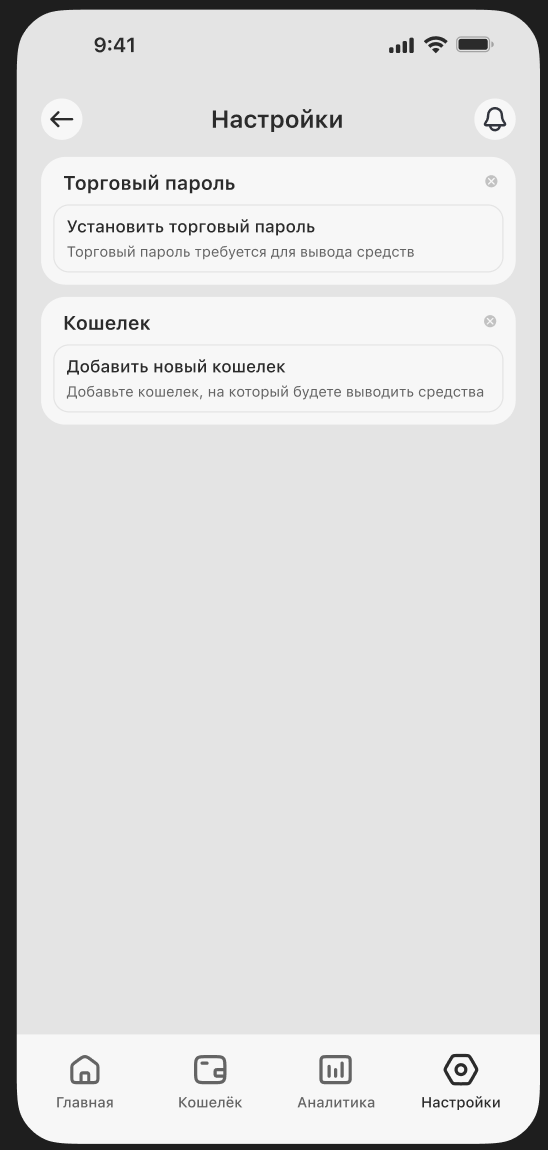 9:41
Настройки
Торговый пароль
Установить торговый пароль
Торговый пароль требуется для вывода средств
Кошелек
Добавить новый кошелек
Добавьте кошелек, на который будете выводить средства
Главная
Кошелёк
Аналитика
Настройки